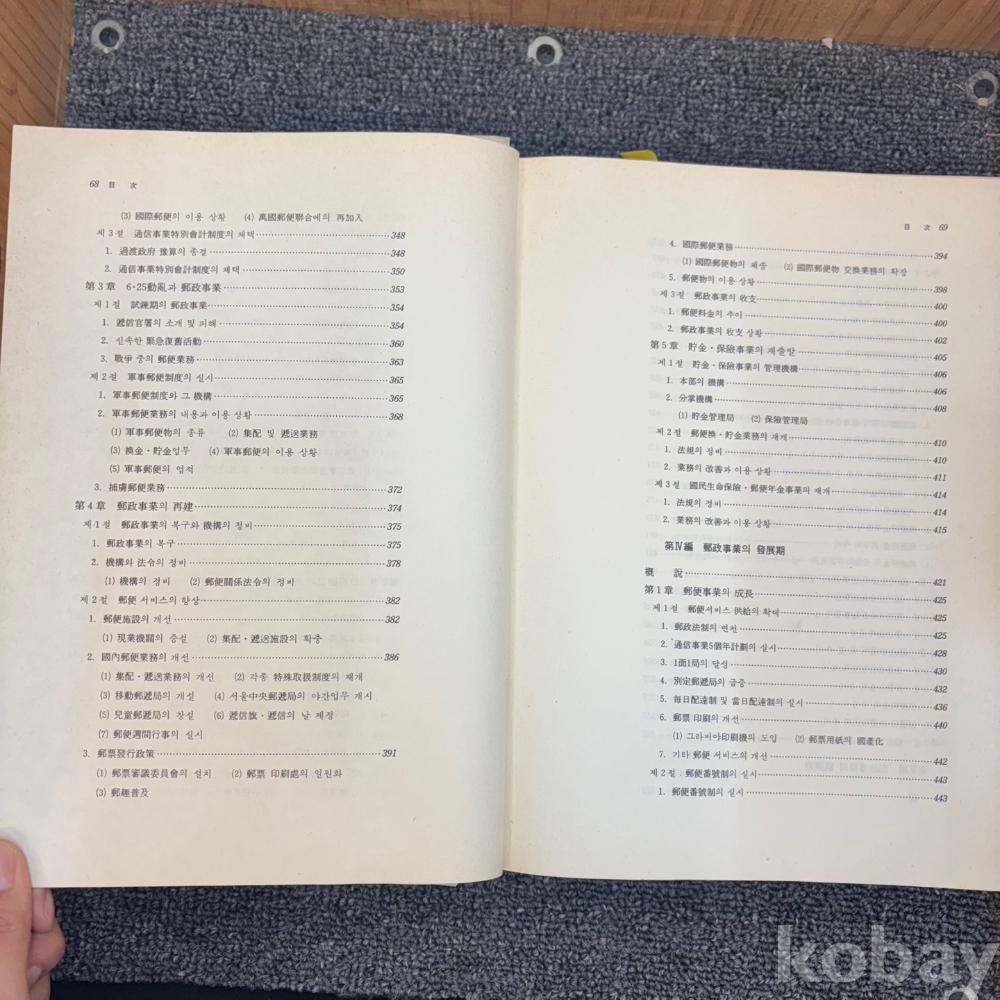 68 目 次
(3) 國際郵便의 이용 상황 (4) 萬國郵便聯合에의 再加入
제 3 절 通信事業特別會計制度의 채택 348
1. 過渡政府 豫算의 종결 348
2. 通信事業特別會計制度의 채택 350
第 3 章 6·25動亂과 郵政事業 353
제 1 절 試鍊期의 郵政事業 354
1. 遞信官署의 소개 및 피해 354
2. 신속한 緊急復舊活動 360
3. 戰爭 중의 郵便業務 363
제 2 절 軍事郵便制度의 실시 365
1. 軍事郵便制度와 그 機構 365
2. 軍事郵便業務의 내용과 이용 상황 368
(1) 軍事郵便物의 종류 (2) 集配 및 遞送業務
(3) 換金·貯金업무 (4) 軍事郵便의 이용 상황
(5) 軍事郵便의 업적
3. 捕虜郵便業務 372
第 4 章 郵政事業의 再建 374
제 1 절 郵政事業의 복구와 機構의 정비 375
1. 郵政事業의 복구 375
2. 機構와 法令의 정비 378
(1) 機構의 정비 (2) 郵便關係法令의 정비
제 2 절 郵便 서비스의 향상 382
1. 郵便施設의 개선 382
(1) 現業機關의 증설 (2) 集配·遞送施設의 확충
2. 國內郵便業務의 개선 386
(1) 集配·遞送業務의 개선 (2) 각종 特殊取扱制度의 재개
(3) 移動郵遞局의 개설 (4) 서울中央郵遞局의 야간업무 개시
(5) 兒童郵遞局의 창설 (6) 遞信旗·遞信의 날 제정
(7) 郵便週間行事의 실시
3. 郵票發行政策 391
(1) 郵票審議委員會의 설치 (2) 郵票 印刷處의 일원화
(3) 郵趣普及
目 次 69
4. 國際郵便業務 394
(1) 國際郵便物의 체송 (2) 國際郵便物 交換業務의 확장
5. 郵便物의 이용 상황 398
제 3 절 郵政事業의 收支 400
1. 郵便料金의 추이 400
2. 郵政事業의 收支 상황 402
第 5 章 貯金·保險事業의 재출발 405
제 1 절 貯金·保險事業의 管理機構 406
1. 本部의 機構 406
2. 分掌機構 408
(1) 貯金管理局 (2) 保險管理局
제 2 절 郵便換·貯金業務의 재개 410
1. 法規의 정비 410
2. 業務의 改善과 이용 상황 411
제 3 절 國民生命保險·郵便年金事業의 재개 414
1. 法規의 정비 414
2. 業務의 改善과 이용 상황 415
第Ⅳ編 郵政事業의 發展期
槪 說 421
第 1 章 郵便事業의 成長 425
제 1 절 郵便서비스 供給의 확대 425
1. 郵政法制의 변천 425
2. 通信事業5個年計劃의 실시 428
3. 1面1局의 달성 430
4. 別定郵遞局의 급증 432
5. 每日配達制 및 當日配達制의 실시 436
6. 郵票 印刷의 개선 440
(1) 그라비아印刷機의 도입 (2) 郵票用紙의 國產化
7. 기타 郵便 서비스의 개선 442
제 2 절 郵便番號制의 실시 443
1. 郵便番號制의 실시 443
kobay